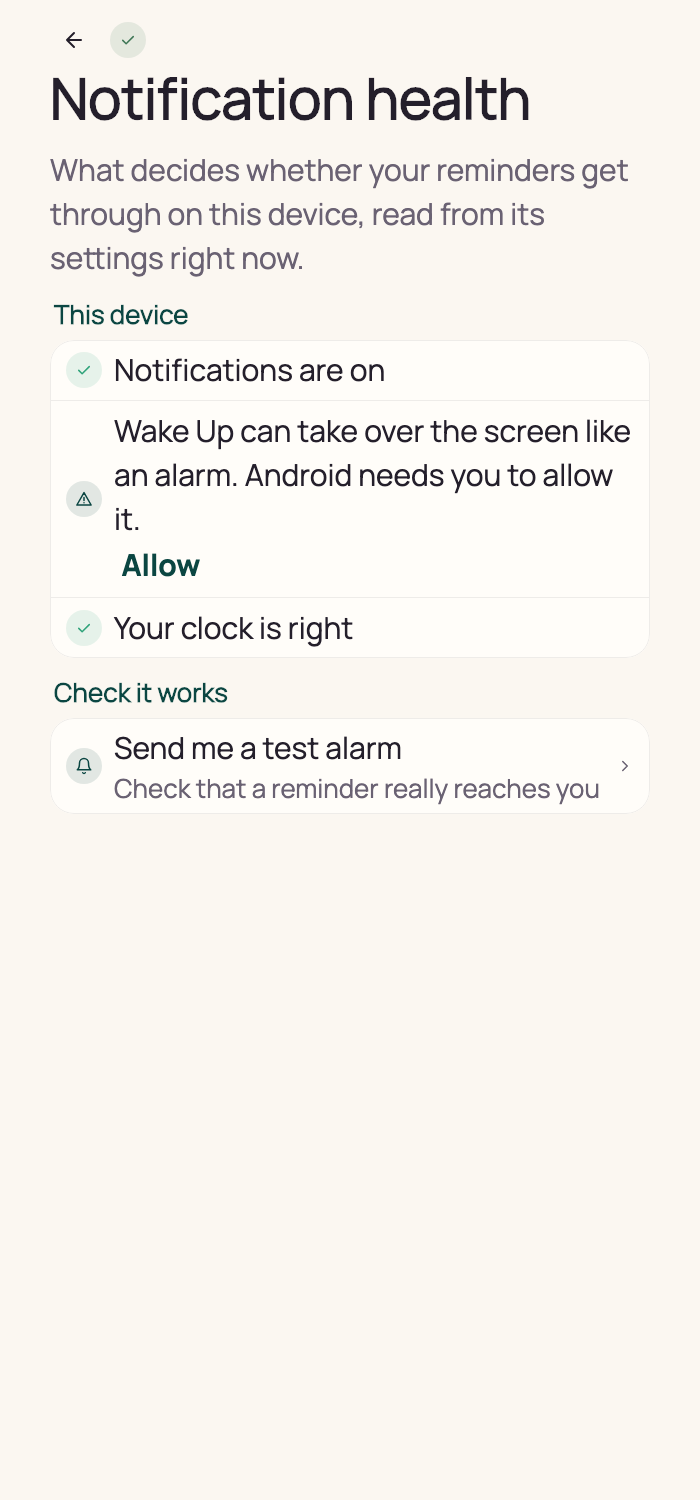 Notification health
What decides whether your reminders get
through on this device, read from its
settings right now.
This device
Notifications are on
Wake Up can take over the screen like
an alarm. Android needs you to allow
it.
Allow
Your clock is right
Check it works
Send me a test alarm
Check that a reminder really reaches you